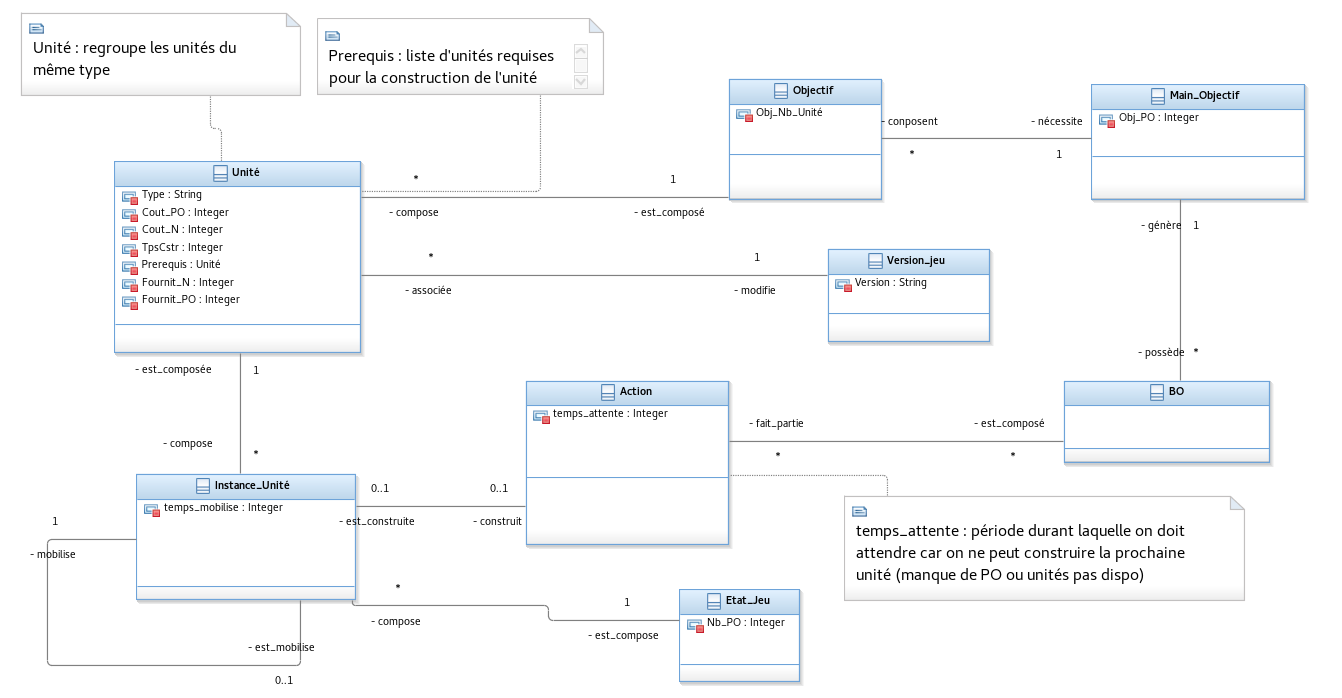 Unité : regroupe les unités du
même type
Prerequis : liste d'unités requises
pour la construction de l'unité
Objectif
Obj_Nb_Unité
Main_Objectif
Obj_PO : Integer
- conposent
- nécessite
*
1
Unité
Type : String
Cout_PO : Integer
Cout_N : Integer
TpsCstr : Integer
Prerequis : Unité
Fournit_N : Integer
Fournit_PO : Integer
*
1
- compose
- est_composé
- génère
1
*
1
- associée
- modifie
Version_jeu
Version : String
- possède
*
- est_composée
1
- compose
*
Action
temps_attente : Integer
- fait_partie
- est_composé
*
*
BO
Instance_Unité
temps_mobilise : Integer
0..1
0..1
- est_construite
- construit
1
- mobilise
temps_attente : période durant laquelle on doit
attendre car on ne peut construire la prochaine
unité (manque de PO ou unités pas dispo)
*
1
- compose
- est_compose
Etat_Jeu
Nb_PO : Integer
- est_mobilise
0..1